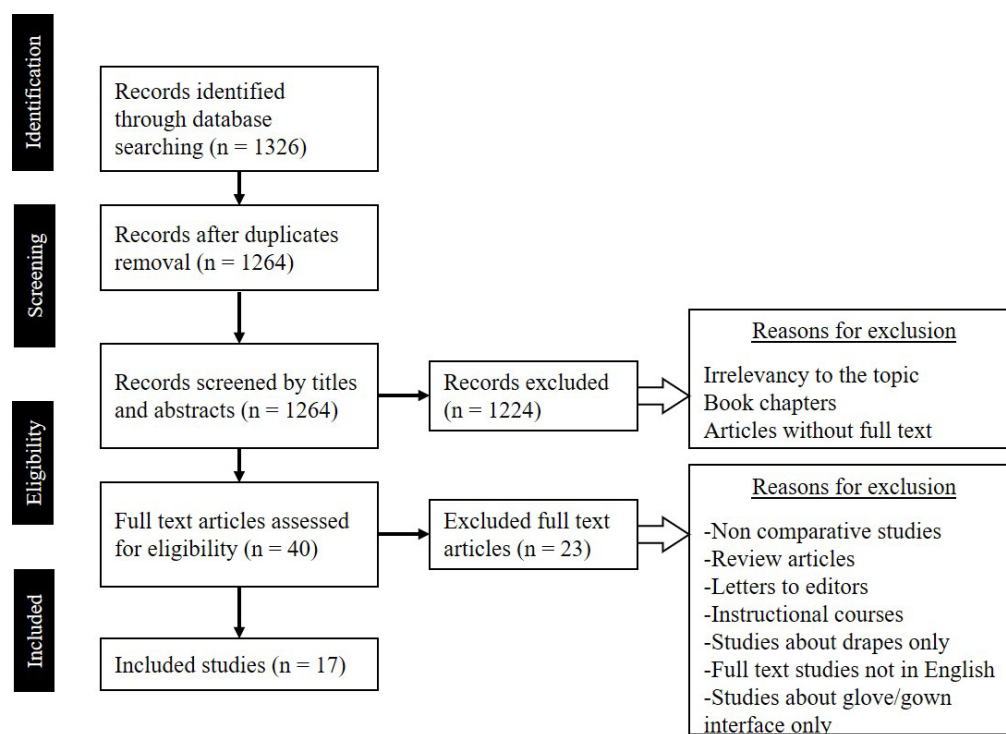 Identification
Records identified
through database
searching (n = 1326)
Screening
Records after duplicates
removal (n = 1264)
Records screened by titles
and abstracts (n = 1264)
Records excluded
(n = 1224)
Reasons for exclusion
Irrelevancy to the topic
Book chapters
Articles without full text
Eligibility
Full text articles assessed
for eligibility (n = 40)
Excluded full text
articles (n = 23)
Reasons for exclusion
-Non comparative studies
-Review articles
-Letters to editors
-Instructional courses
-Studies about drapes only
-Full text studies not in English
-Studies about glove/gown
interface only
Included
Included studies (n = 17)